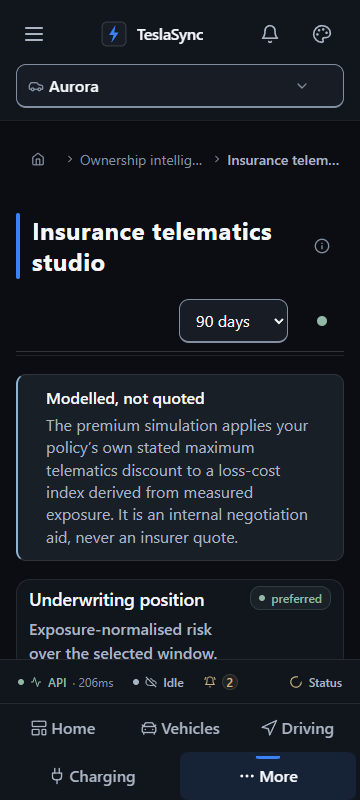 TeslaSync
Aurora
Ownership intellig... Insurance telem...
Insurance telematics
studio
90 days
Modelled, not quoted
The premium simulation applies your
policy's own stated maximum
telematics discount to a loss-cost
index derived from measured
exposure. It is an internal negotiation
aid, never an insurer quote.
Underwriting position
preferred
Exposure-normalised risk
over the selected window.
API · 206ms Idle 2 Status
Home Vehicles Driving
Charging More